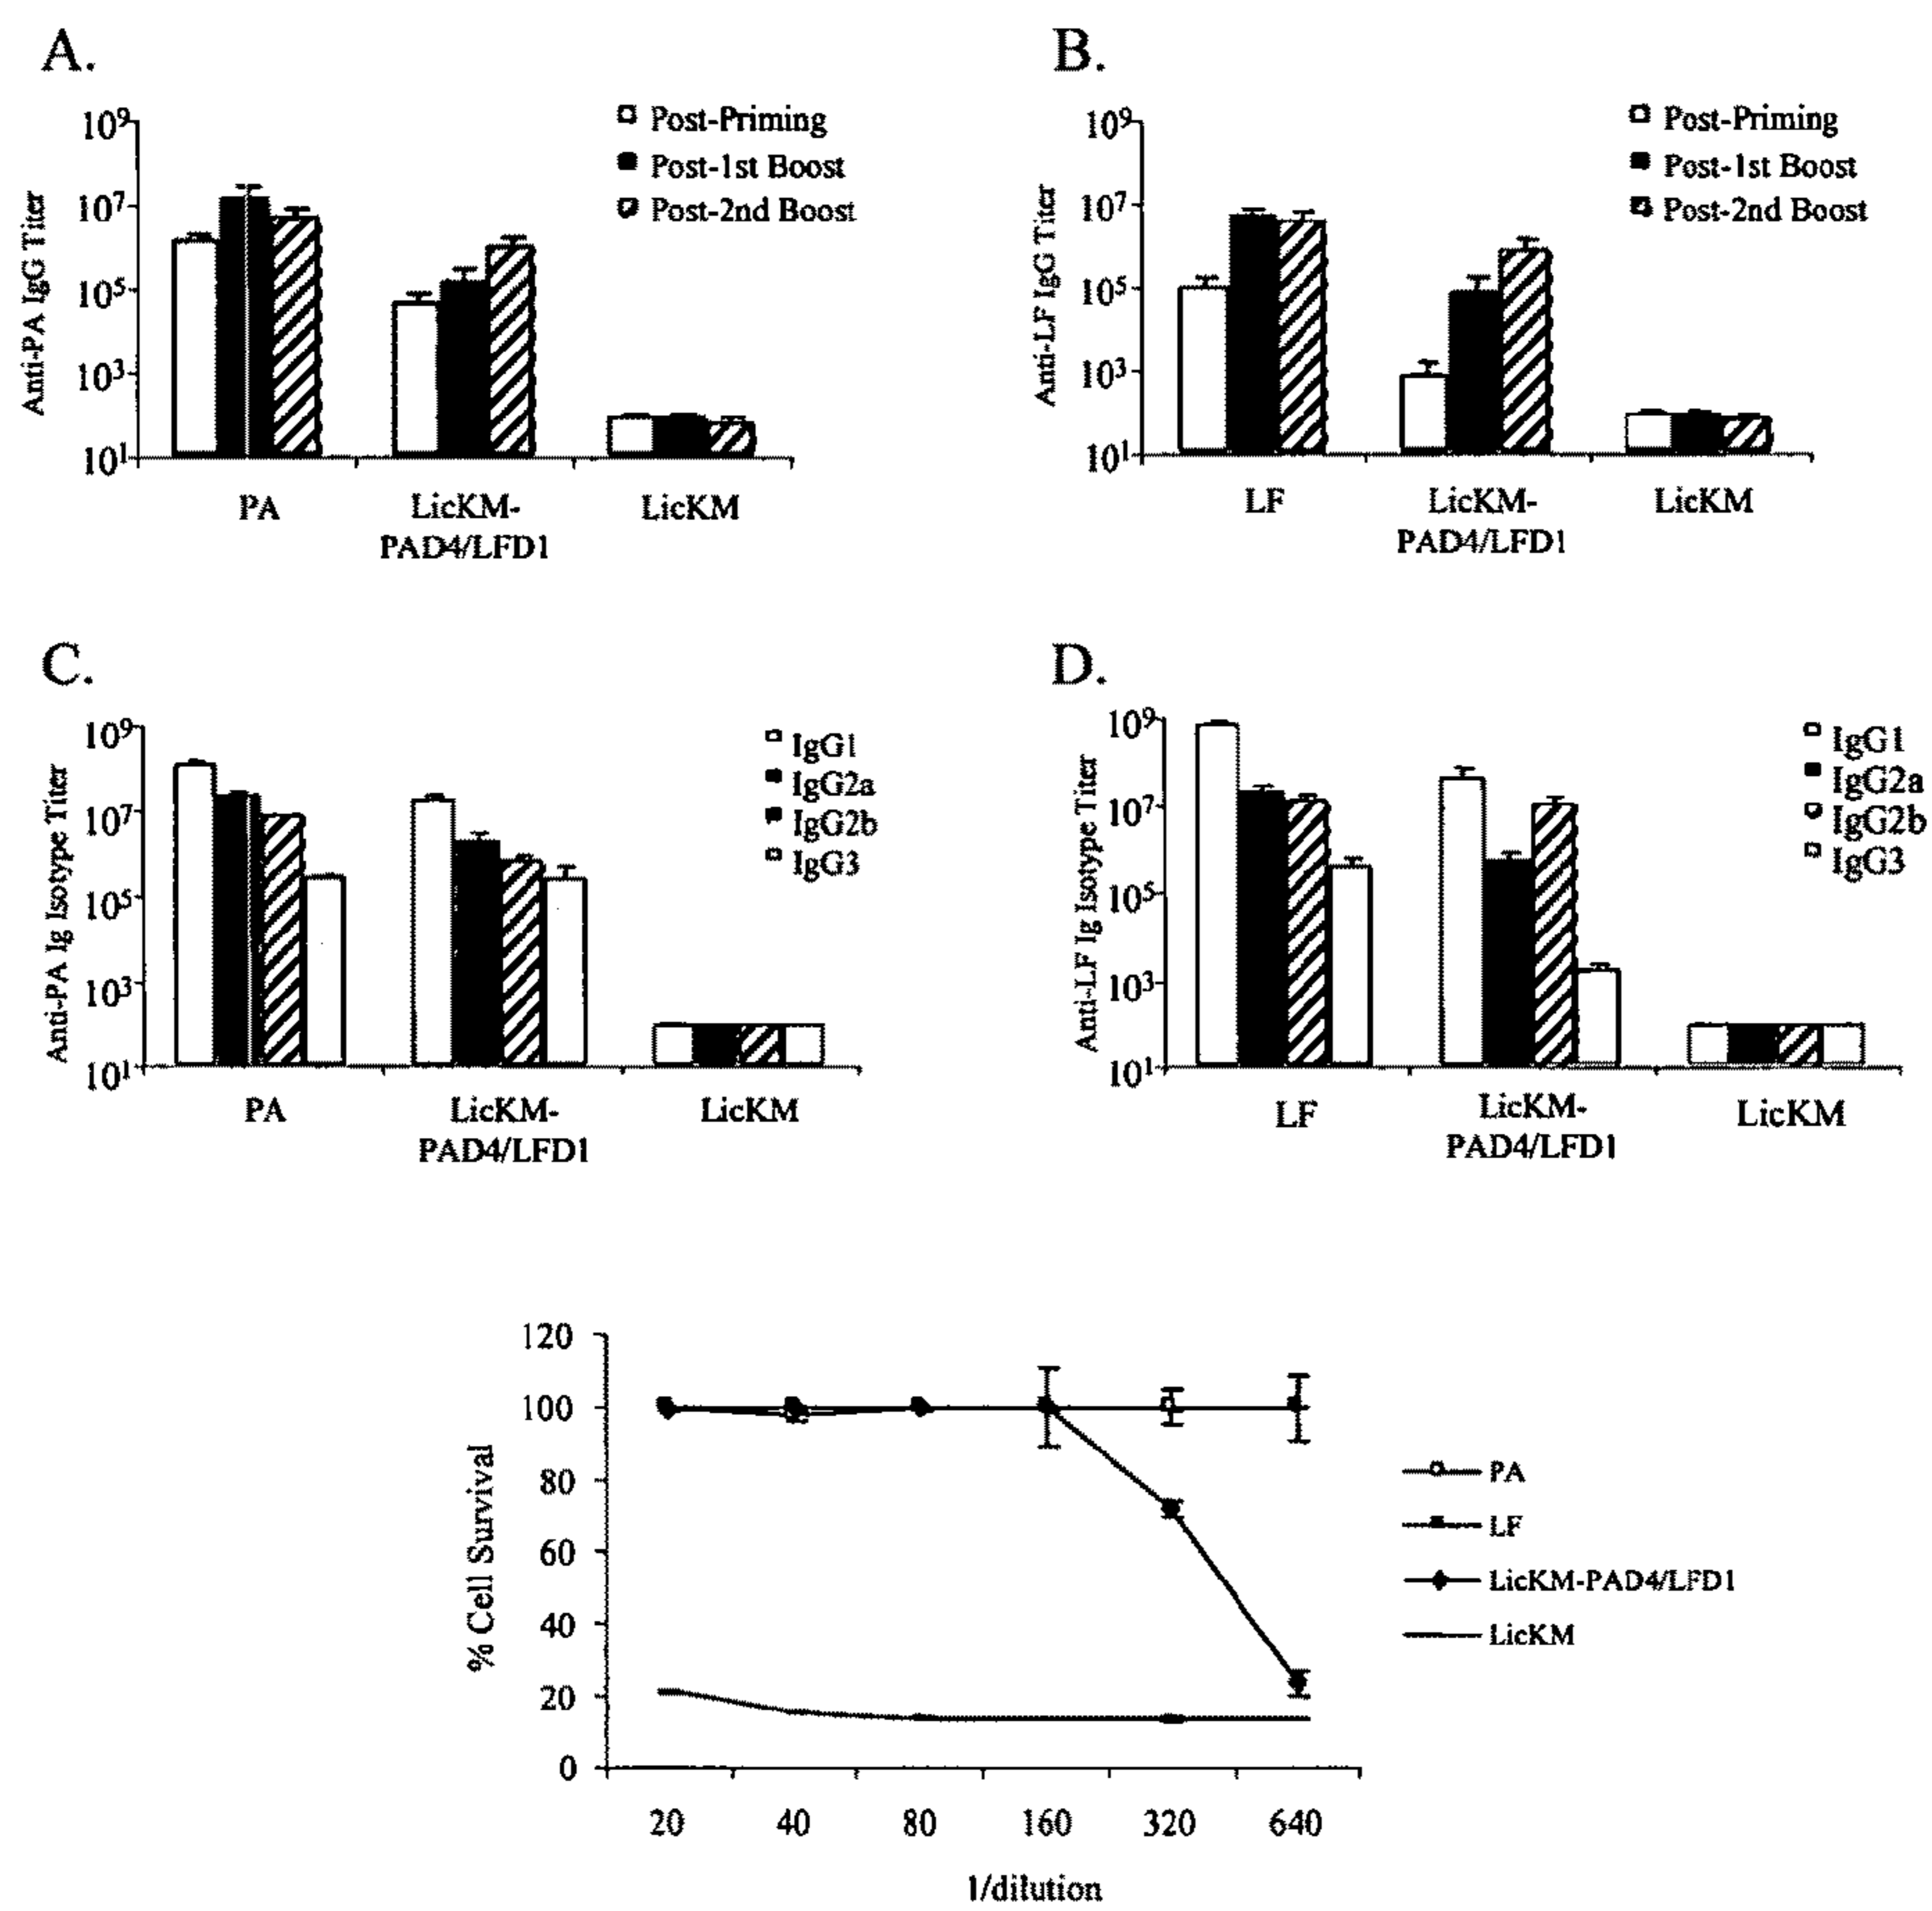 A.
Anti-PA IgG Titer
10⁹
10⁷
10⁵
10³
10¹
Post-Priming
Post-1st Boost
Post-2nd Boost
PA
LicKM-
PAD4/LFD1
LicKM
B.
Anti-LF IgG Titer
10⁹
10⁷
10⁵
10³
10¹
Post-Priming
Post-1st Boost
Post-2nd Boost
LF
LicKM-
PAD4/LFD1
LicKM
C.
Anti-PA Ig Isotype Titer
10⁹
10⁷
10⁵
10³
10¹
IgG1
IgG2a
IgG2b
IgG3
PA
LicKM-
PAD4/LFD1
LicKM
D.
Anti-LF Ig Isotype Titer
10⁹
10⁷
10⁵
10³
10¹
IgG1
IgG2a
IgG2b
IgG3
LF
LicKM-
PAD4/LFD1
LicKM
% Cell Survival
120
100
80
60
40
20
0
20 40 80 160 320 640
1/dilution
PA
LF
LicKM-PAD4/LFD1
LicKM